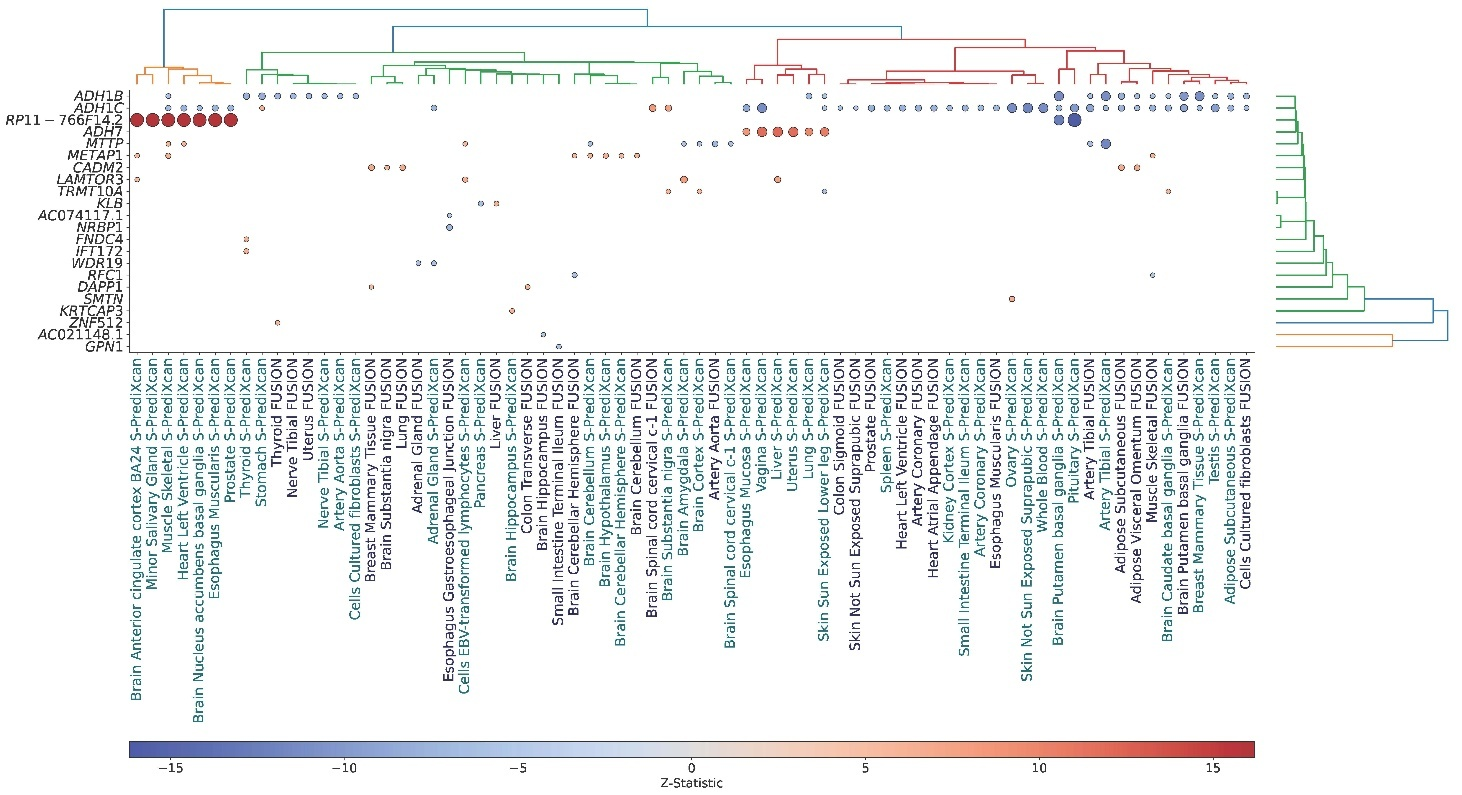 ADH1B
ADH1C
RP11 − 766F14.2
ADH7
MTTP
METAP1
CADM2
LAMTOR3
TRMT10A
KLB
AC074117.1
NRBP1
FNDC4
IFT172
WDR19
RFC1
DAPP1
SMTN
KRTCAP3
ZNF512
AC021148.1
GPN1
Brain Anterior cingulate cortex BA24 S-PrediXcan
Minor Salivary Gland S-PrediXcan
Muscle Skeletal S-PrediXcan
Heart Left Ventricle S-PrediXcan
Brain Nucleus accumbens basal ganglia S-PrediXcan
Esophagus Muscularis S-PrediXcan
Prostate S-PrediXcan
Thyroid S-PrediXcan
Stomach S-PrediXcan
Thyroid FUSION
Nerve Tibial FUSION
Uterus FUSION
Nerve Tibial S-PrediXcan
Artery Aorta S-PrediXcan
Cells Cultured fibroblasts S-PrediXcan
Breast Mammary Tissue FUSION
Brain Substantia nigra FUSION
Lung FUSION
Adrenal Gland FUSION
Adrenal Gland S-PrediXcan
Esophagus Gastroesophageal Junction FUSION
Cells EBV-transformed lymphocytes S-PrediXcan
Pancreas S-PrediXcan
Liver FUSION
Brain Hippocampus S-PrediXcan
Colon Transverse FUSION
Brain Hippocampus FUSION
Small Intestine Terminal Ileum FUSION
Brain Cerebellar Hemisphere FUSION
Brain Cerebellum S-PrediXcan
Brain Hypothalamus S-PrediXcan
Brain Cerebellar Hemisphere S-PrediXcan
Brain Cerebellum FUSION
Brain Spinal cord cervical c-1 FUSION
Brain Substantia nigra S-PrediXcan
Brain Amygdala S-PrediXcan
Brain Cortex S-PrediXcan
Artery Aorta FUSION
Brain Spinal cord cervical c-1 S-PrediXcan
Esophagus Mucosa S-PrediXcan
Vagina S-PrediXcan
Liver S-PrediXcan
Uterus S-PrediXcan
Lung S-PrediXcan
Skin Sun Exposed Lower leg S-PrediXcan
Colon Sigmoid FUSION
Skin Not Sun Exposed Suprapubic FUSION
Prostate FUSION
Spleen S-PrediXcan
Heart Left Ventricle FUSION
Artery Coronary FUSION
Heart Atrial Appendage FUSION
Kidney Cortex S-PrediXcan
Small Intestine Terminal Ileum S-PrediXcan
Artery Coronary S-PrediXcan
Esophagus Muscularis FUSION
Ovary S-PrediXcan
Skin Not Sun Exposed Suprapubic S-PrediXcan
Whole Blood S-PrediXcan
Brain Putamen basal ganglia S-PrediXcan
Pituitary S-PrediXcan
Artery Tibial FUSION
Artery Tibial S-PrediXcan
Adipose Subcutaneous FUSION
Adipose Visceral Omentum FUSION
Muscle Skeletal FUSION
Brain Caudate basal ganglia S-PrediXcan
Brain Putamen basal ganglia FUSION
Breast Mammary Tissue S-PrediXcan
Testis S-PrediXcan
Adipose Subcutaneous S-PrediXcan
Cells Cultured fibroblasts FUSION
−15 −10 −5 0 5 10 15
Z-Statistic